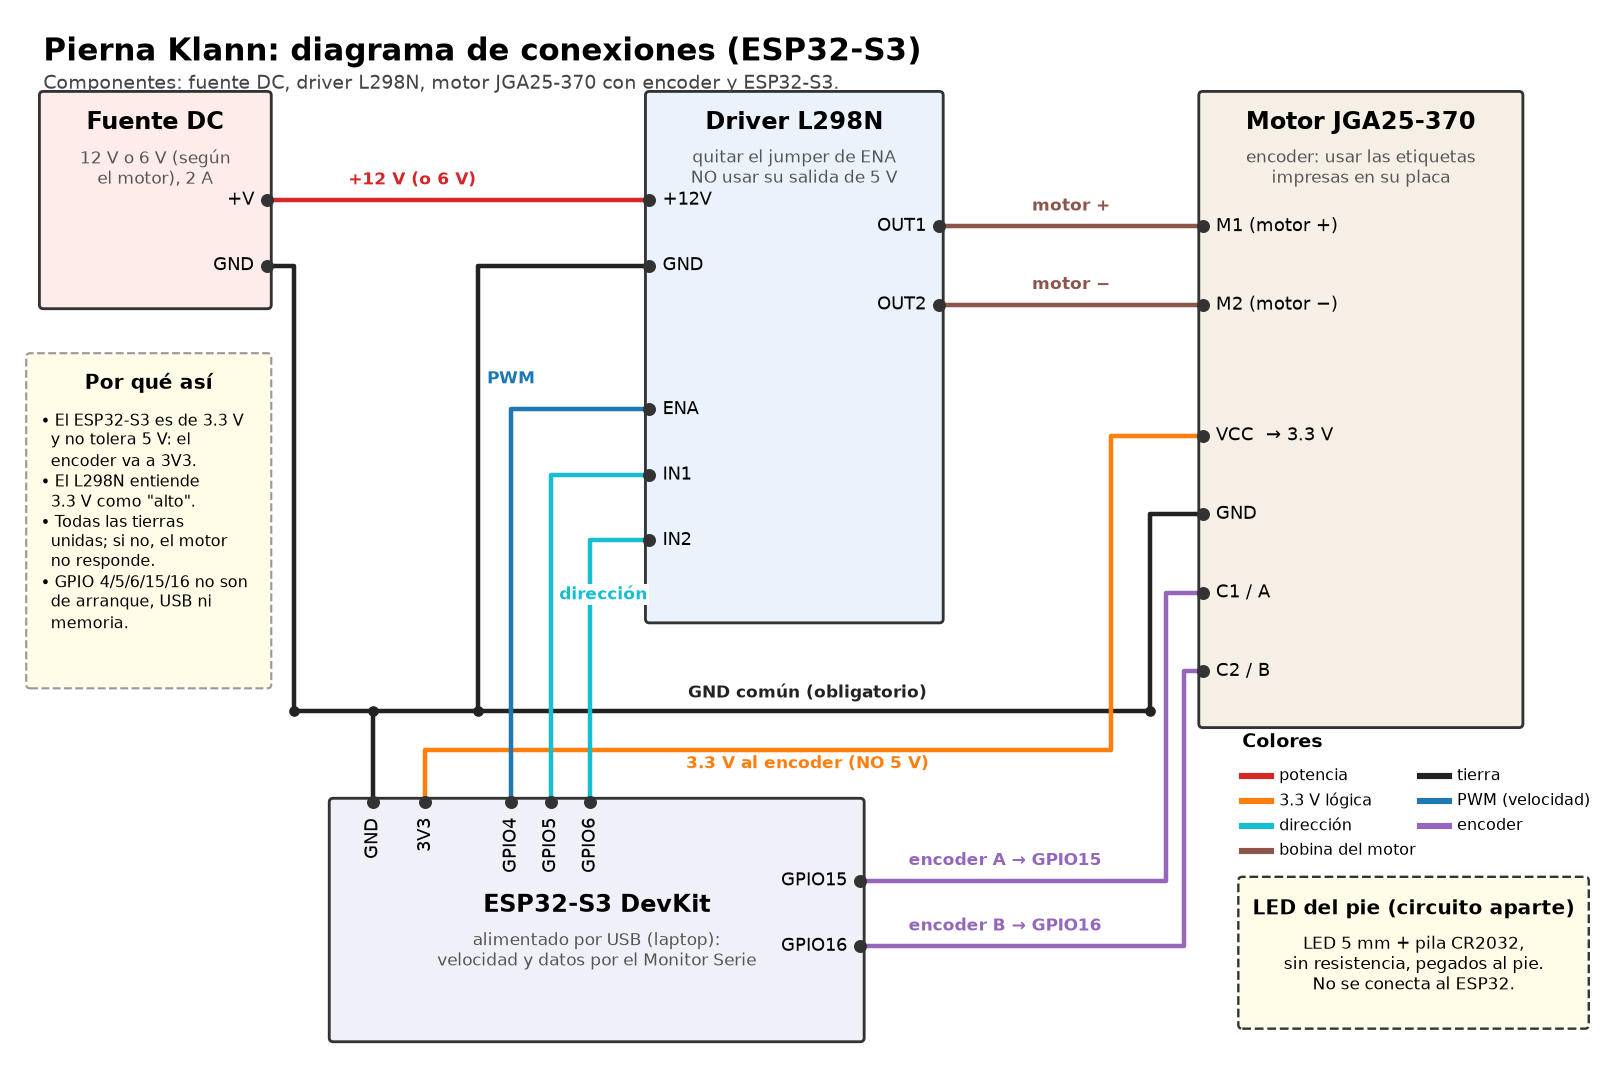 Pierna Klann: diagrama de conexiones (ESP32-S3)
Componentes: fuente DC, driver L298N, motor JGA25-370 con encoder y ESP32-S3.
Fuente DC
12 V o 6 V (según
el motor), 2 A
+V
GND
+12 V (o 6 V)
Driver L298N
quitar el jumper de ENA
NO usar su salida de 5 V
+12V
GND
OUT1
OUT2
ENA
IN1
IN2
motor +
motor −
Motor JGA25-370
encoder: usar las etiquetas
impresas en su placa
M1 (motor +)
M2 (motor −)
VCC → 3.3 V
GND
C1 / A
C2 / B
Por qué así
• El ESP32-S3 es de 3.3 V
y no tolera 5 V: el
encoder va a 3V3.
• El L298N entiende
3.3 V como "alto".
• Todas las tierras
unidas; si no, el motor
no responde.
• GPIO 4/5/6/15/16 no son
de arranque, USB ni
memoria.
PWM
dirección
GND común (obligatorio)
3.3 V al encoder (NO 5 V)
GND
3V3
GPIO4
GPIO5
GPIO6
GPIO15
GPIO16
ESP32-S3 DevKit
alimentado por USB (laptop):
velocidad y datos por el Monitor Serie
encoder A → GPIO15
encoder B → GPIO16
Colores
potencia
3.3 V lógica
dirección
bobina del motor
tierra
PWM (velocidad)
encoder
LED del pie (circuito aparte)
LED 5 mm + pila CR2032,
sin resistencia, pegados al pie.
No se conecta al ESP32.